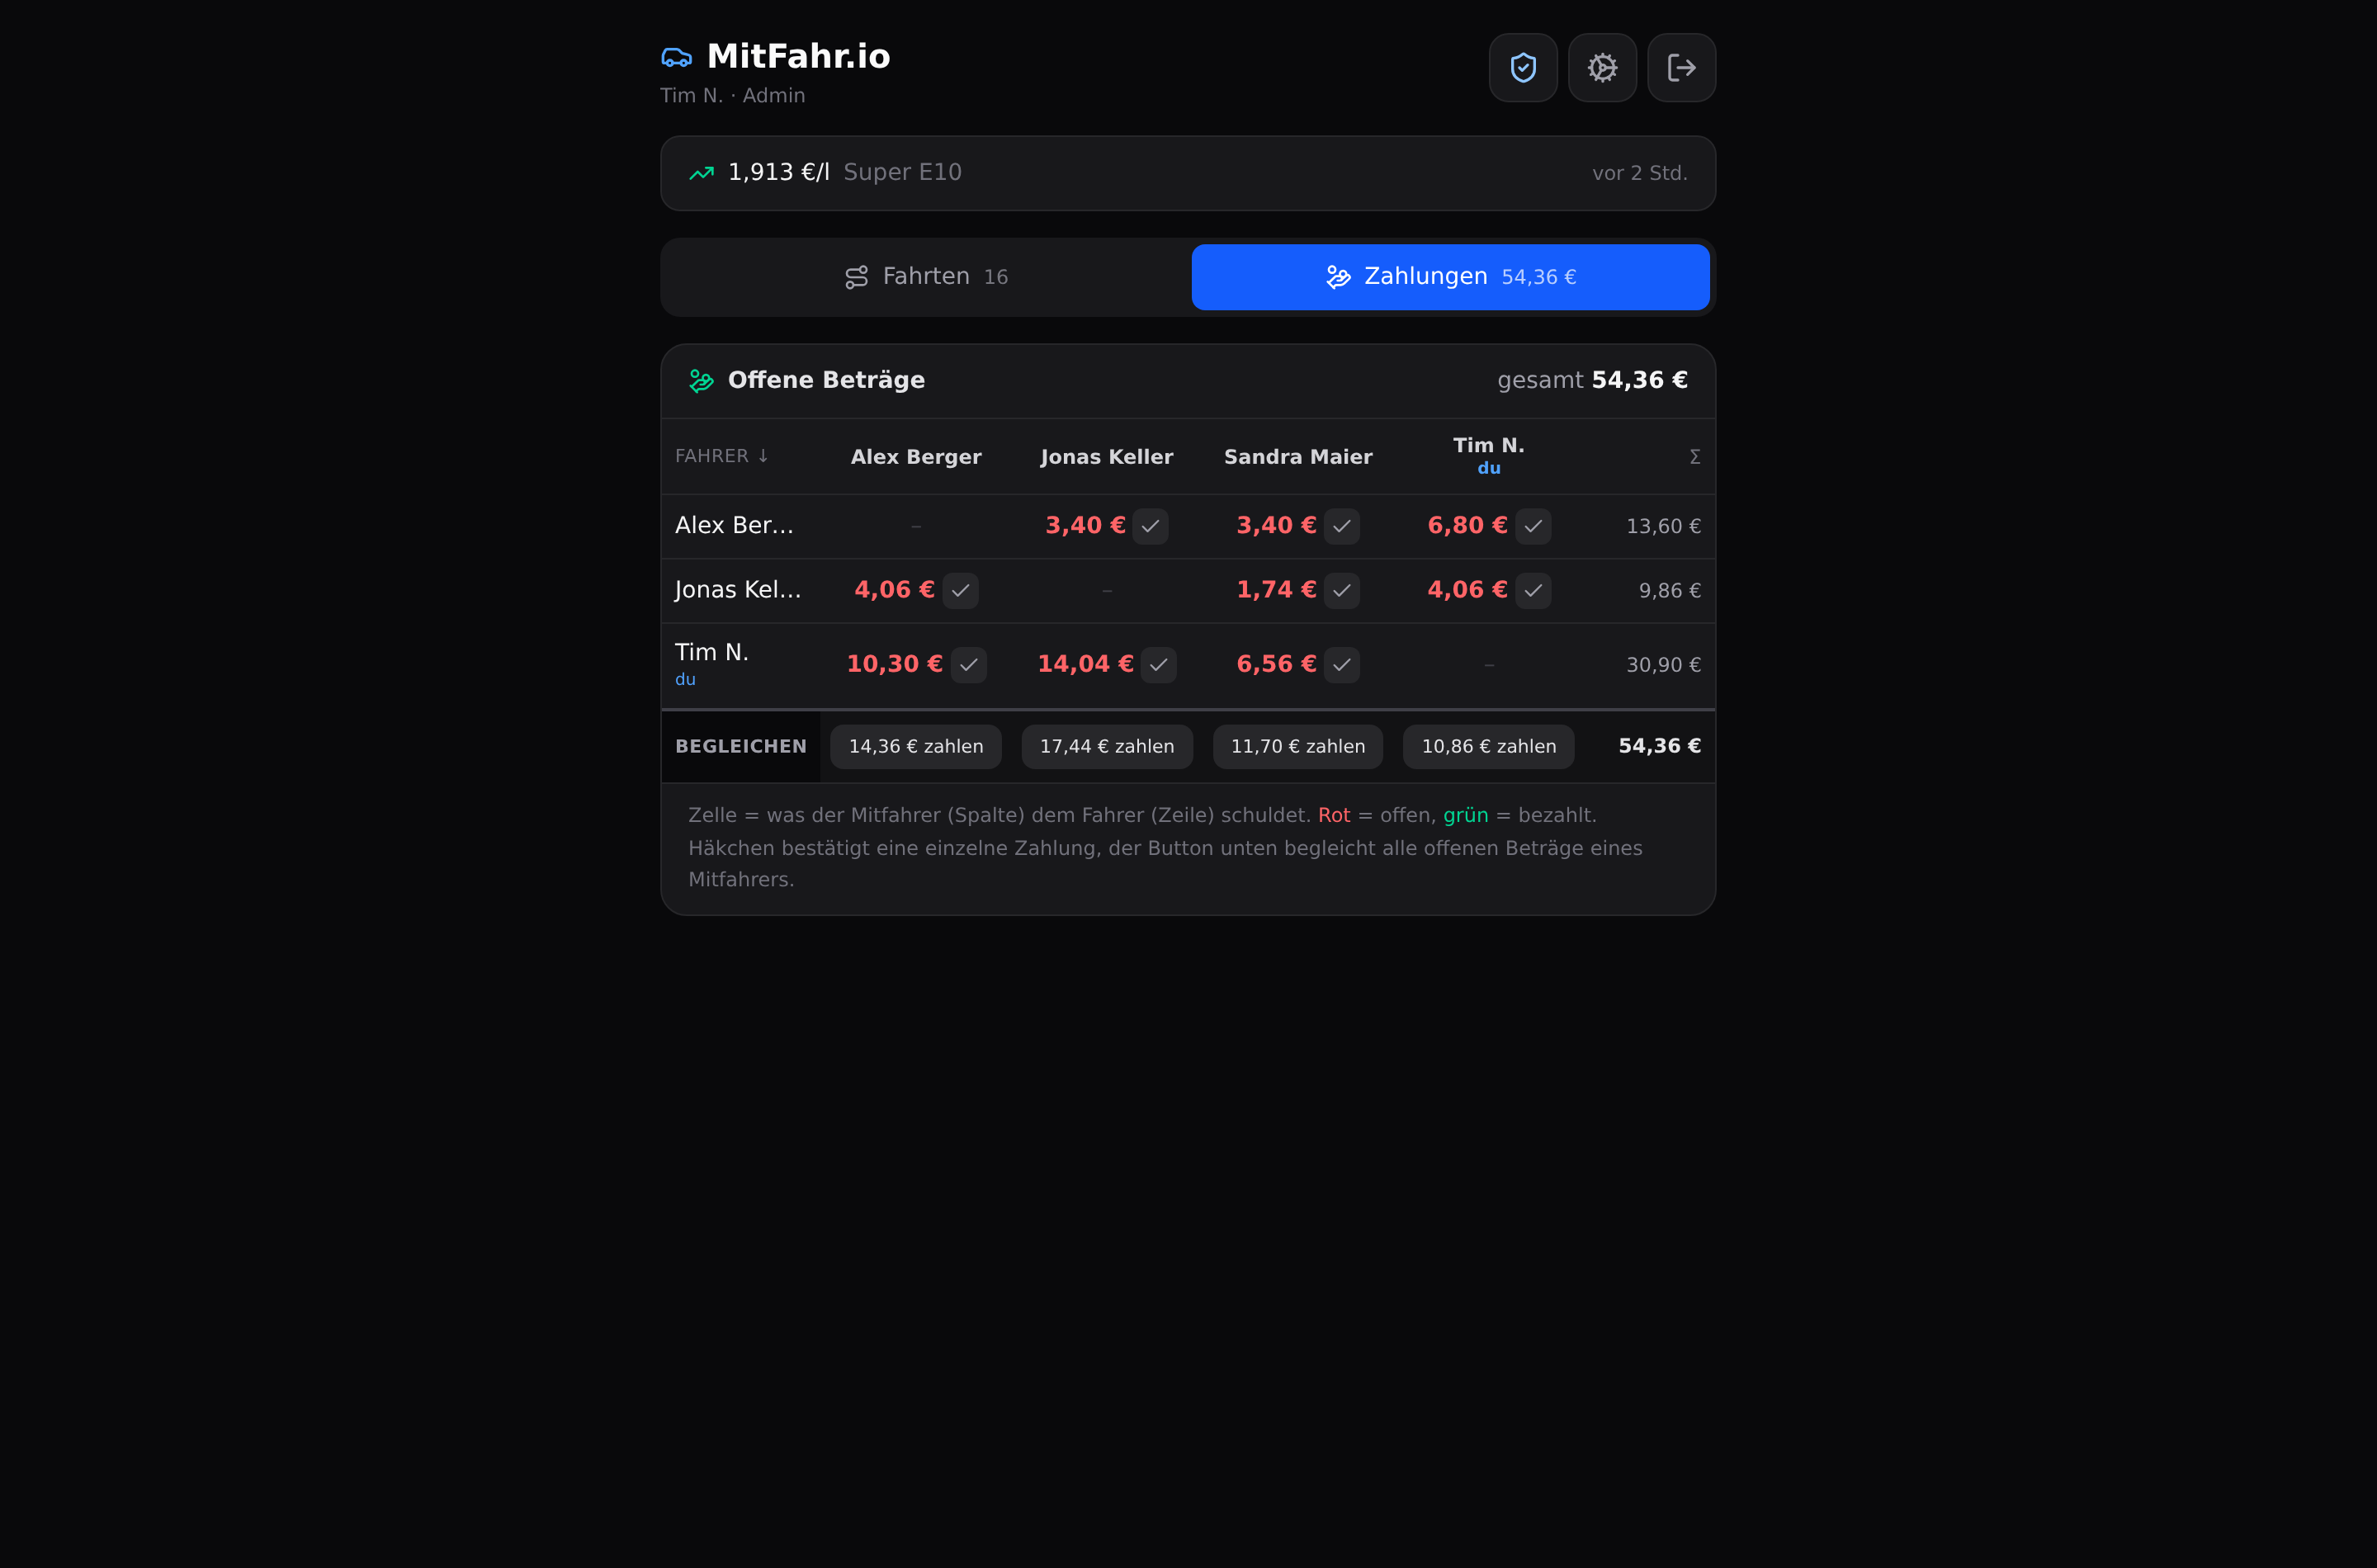 MitFahr.io
Tim N. · Admin
1,913 €/l Super E10 vor 2 Std.
Fahrten 16 Zahlungen 54,36 €
Offene Beträge gesamt 54,36 €
FAHRER ↓ Alex Berger Jonas Keller Sandra Maier Tim N. du Σ
Alex Ber... – 3,40 € 3,40 € 6,80 € 13,60 €
Jonas Kel... 4,06 € – 1,74 € 4,06 € 9,86 €
Tim N. du 10,30 € 14,04 € 6,56 € – 30,90 €
BEGLEICHEN 14,36 € zahlen 17,44 € zahlen 11,70 € zahlen 10,86 € zahlen 54,36 €
Zelle = was der Mitfahrer (Spalte) dem Fahrer (Zeile) schuldet. Rot = offen, grün = bezahlt.
Häkchen bestätigt eine einzelne Zahlung, der Button unten begleicht alle offenen Beträge eines
Mitfahrers.